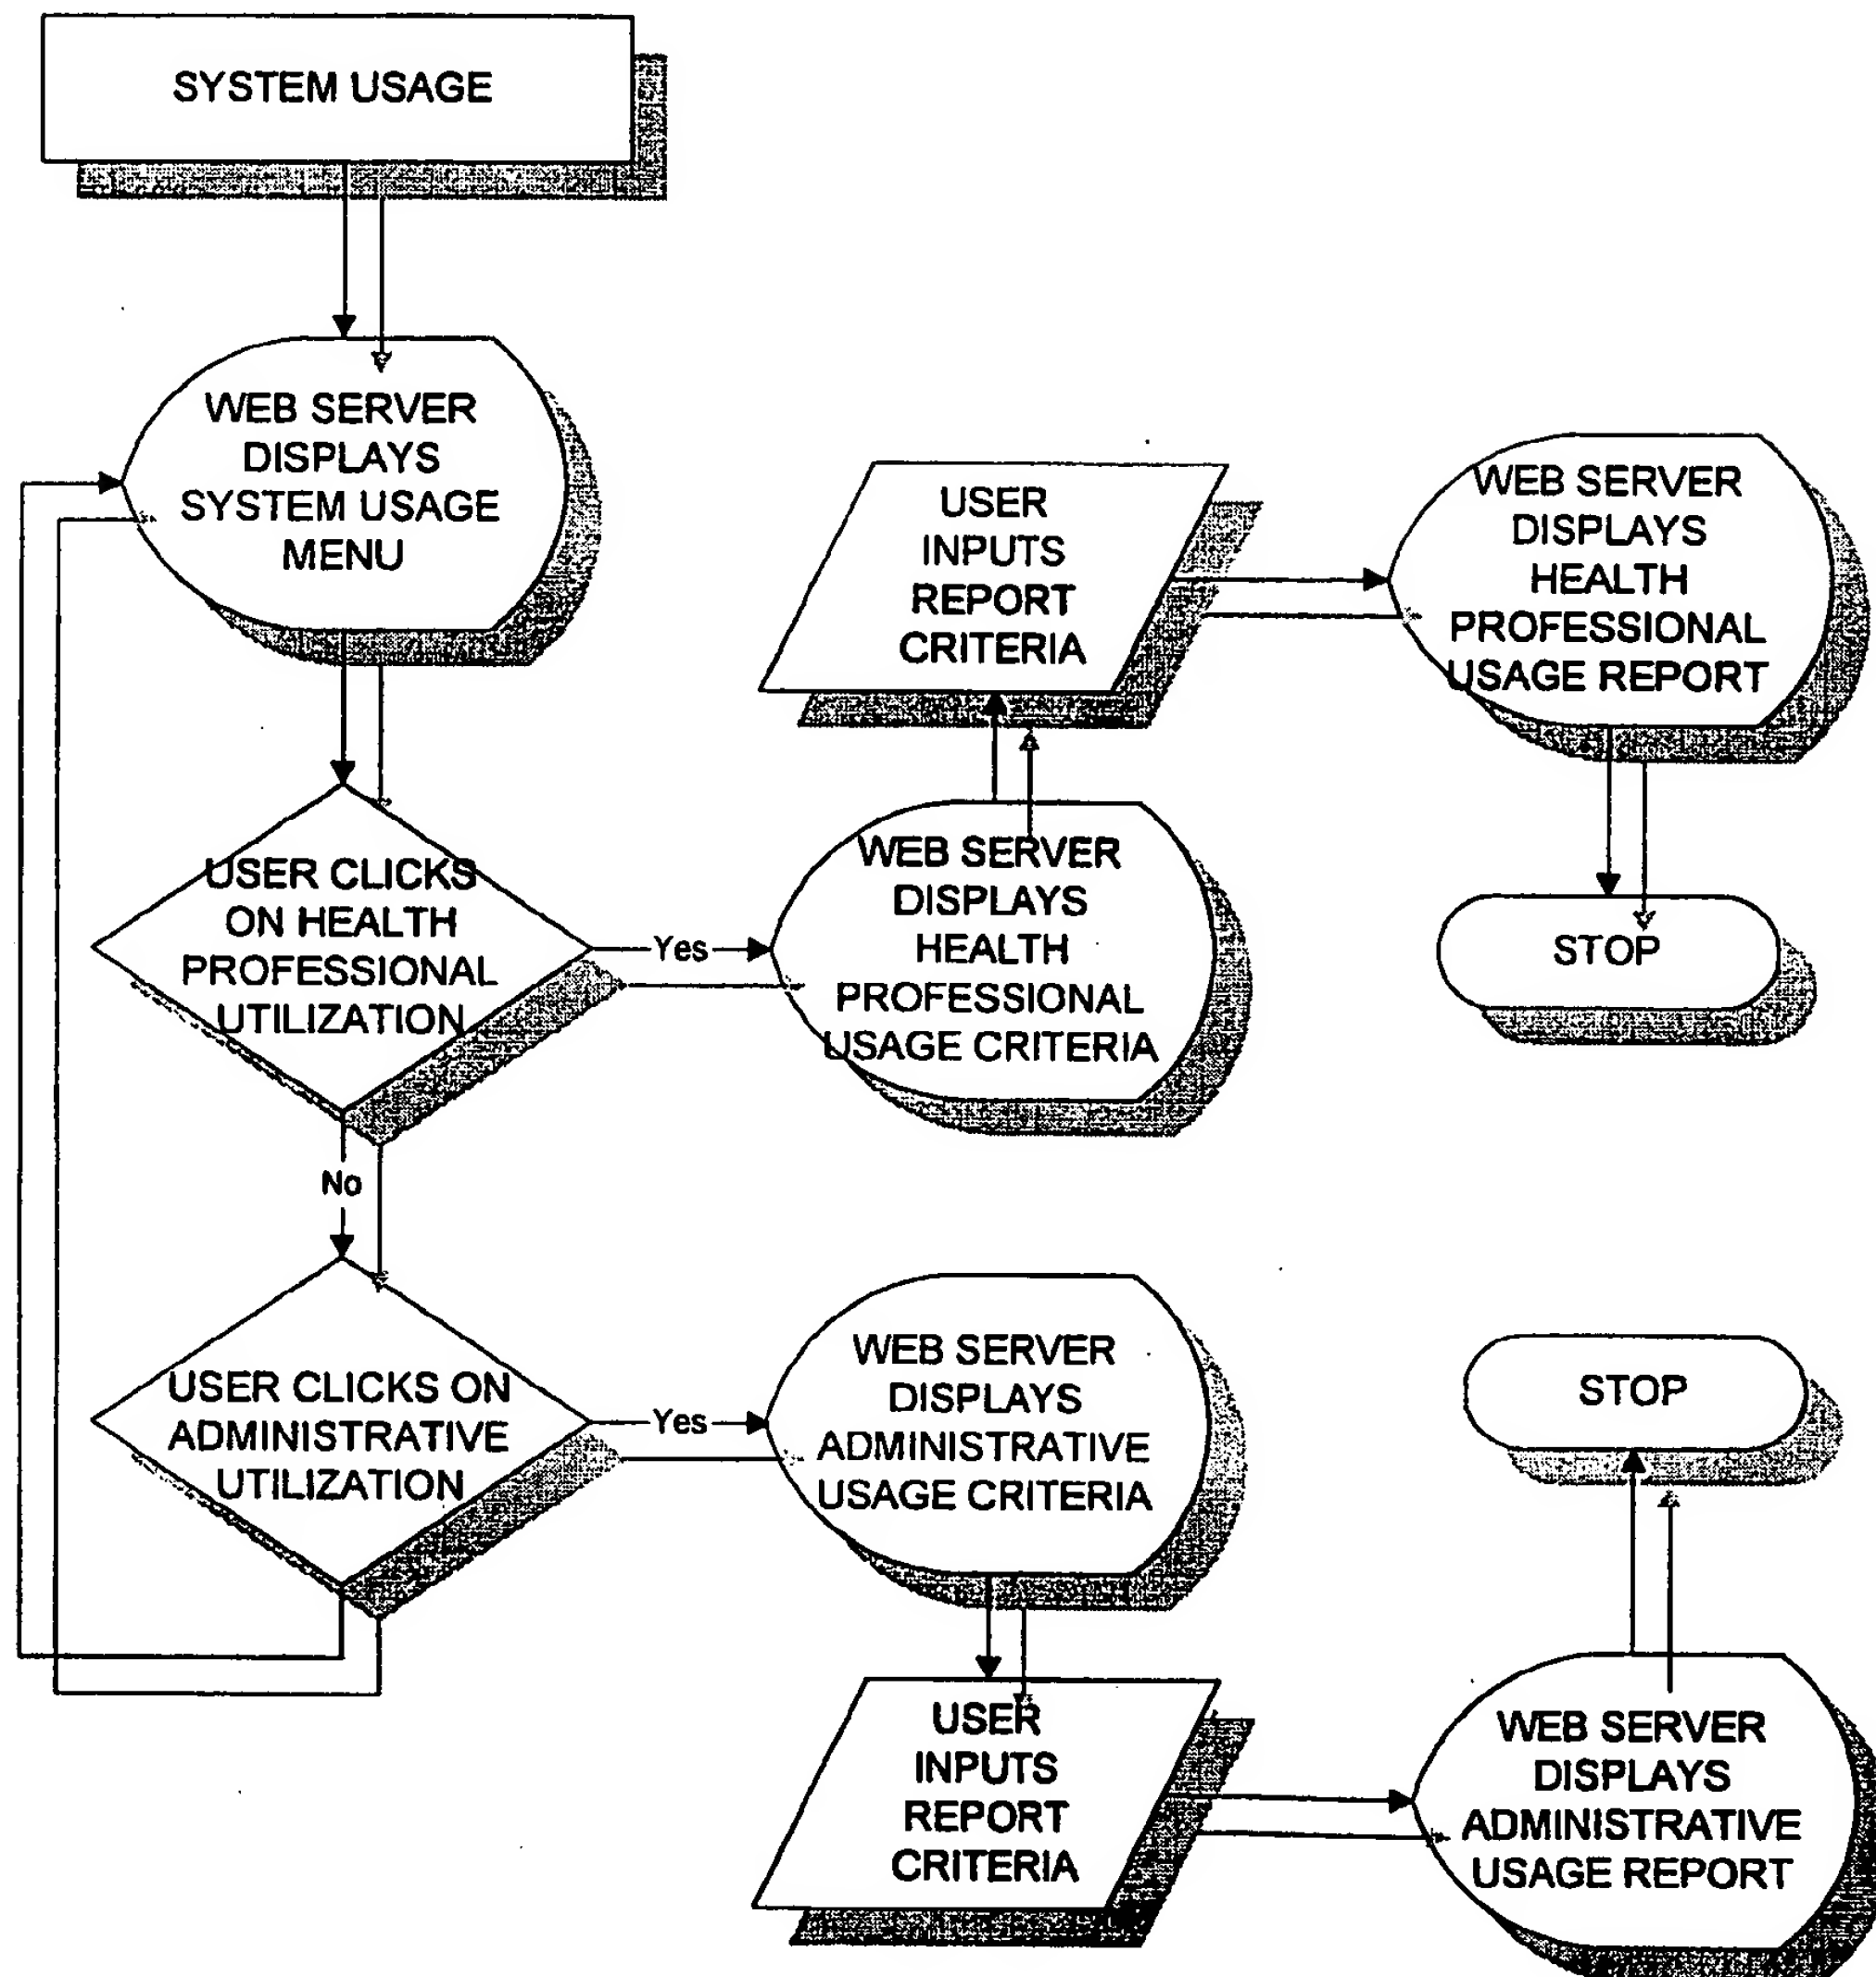 SYSTEM USAGE
WEB SERVER
DISPLAYS
SYSTEM USAGE
MENU
USER CLICKS
ON HEALTH
PROFESSIONAL
UTILIZATION
Yes
WEB SERVER
DISPLAYS
HEALTH
PROFESSIONAL
USAGE CRITERIA
USER
INPUTS
REPORT
CRITERIA
WEB SERVER
DISPLAYS
HEALTH
PROFESSIONAL
USAGE REPORT
STOP
No
USER CLICKS ON
ADMINISTRATIVE
UTILIZATION
Yes
WEB SERVER
DISPLAYS
ADMINISTRATIVE
USAGE CRITERIA
USER
INPUTS
REPORT
CRITERIA
WEB SERVER
DISPLAYS
ADMINISTRATIVE
USAGE REPORT
STOP